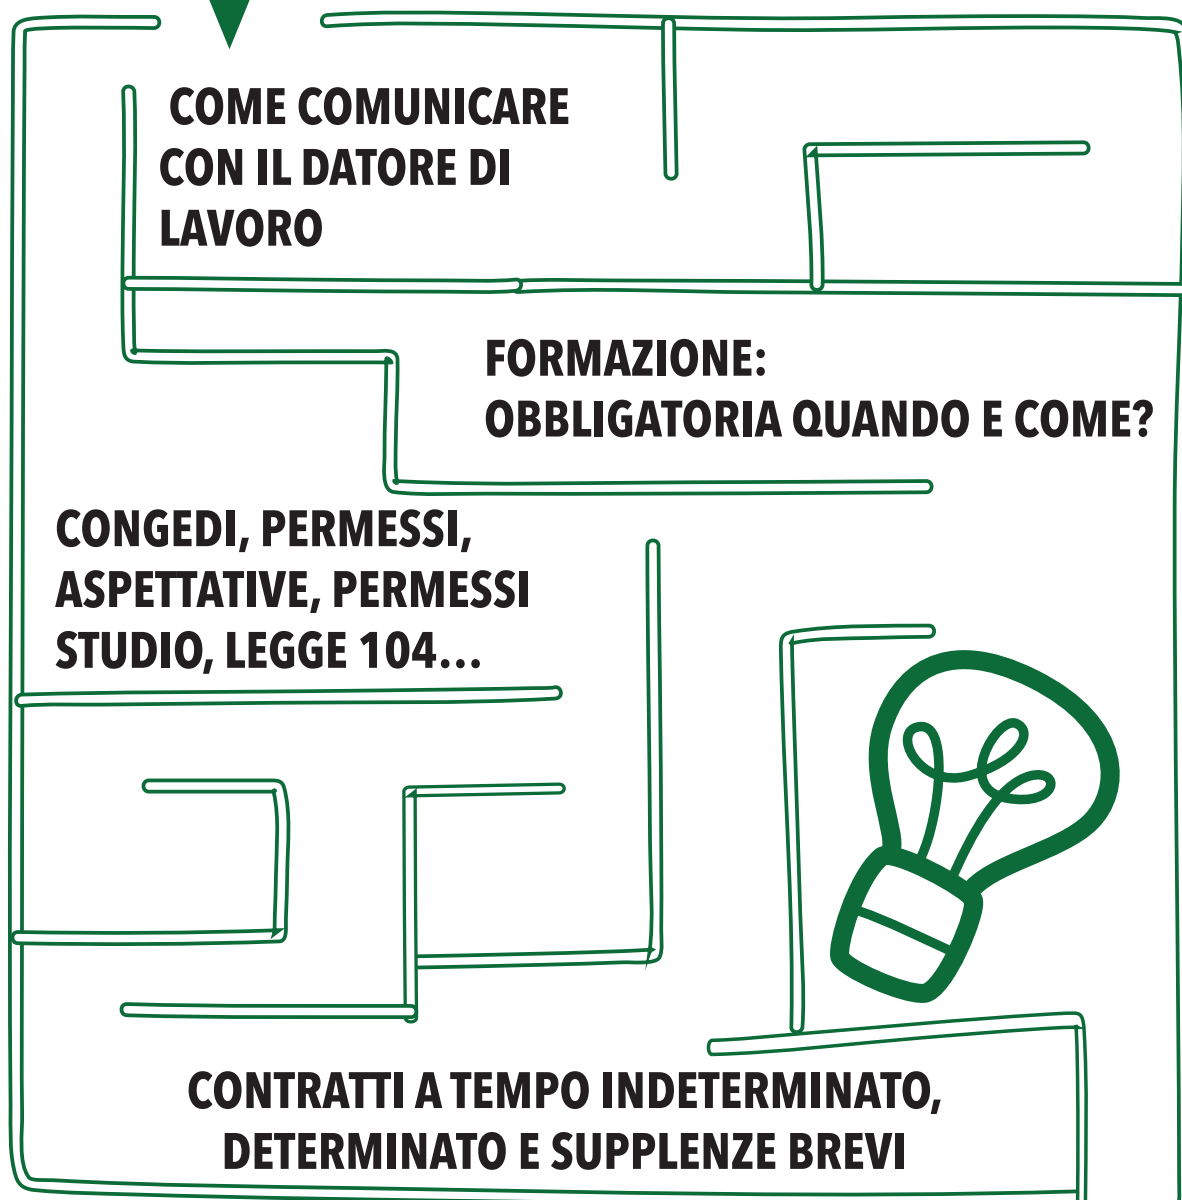 COME COMUNICARE
CON IL DATORE DI
LAVORO
FORMAZIONE:
OBBLIGATORIA QUANDO E COME?
CONGEDI, PERMESSI,
ASPETTATIVE, PERMESSI
STUDIO, LEGGE 104...
CONTRATTI A TEMPO INDETERMINATO,
DETERMINATO E SUPPLENZE BREVI